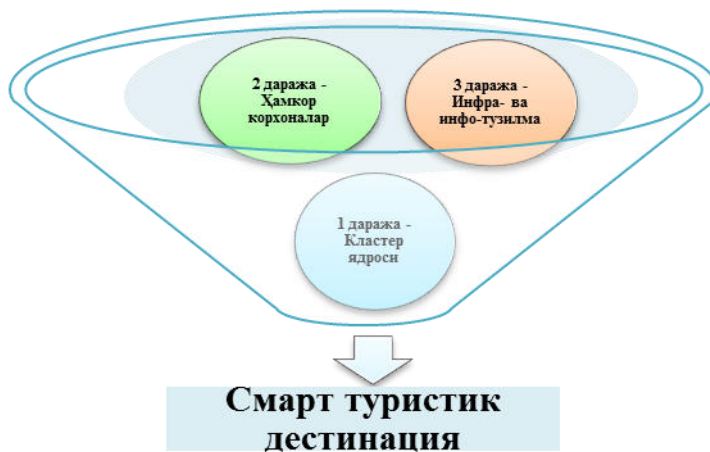 2 даража -
Ҳамкор
корхоналар
3 даража -
Инфра- ва
инфо-тузилма
1 даража -
Кластер
ядроси
Смарт туристик
дестинация